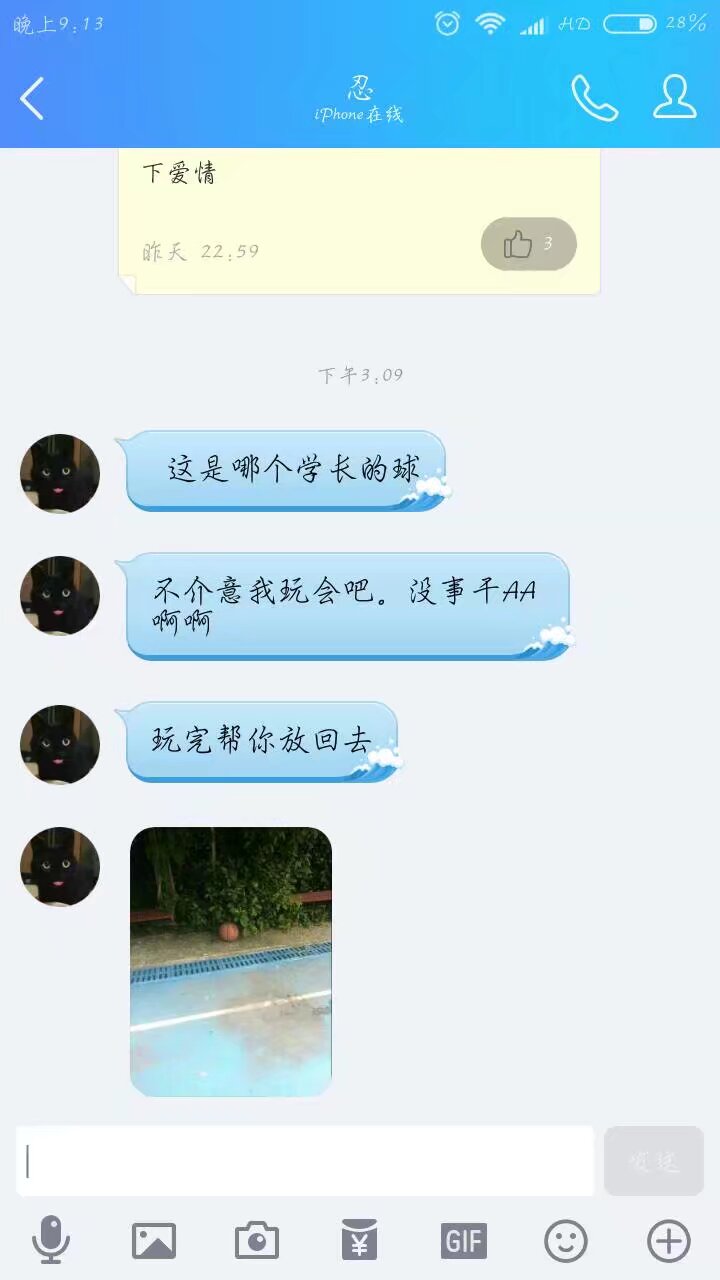 晚上9:13
HD
28%
忍
iPhone在线
下爱情
昨天 22:59
3
下午3:09
这是哪个学长的球
不介意我玩会吧。没事干AA
啊啊
玩完帮你放回去
发送
GIF